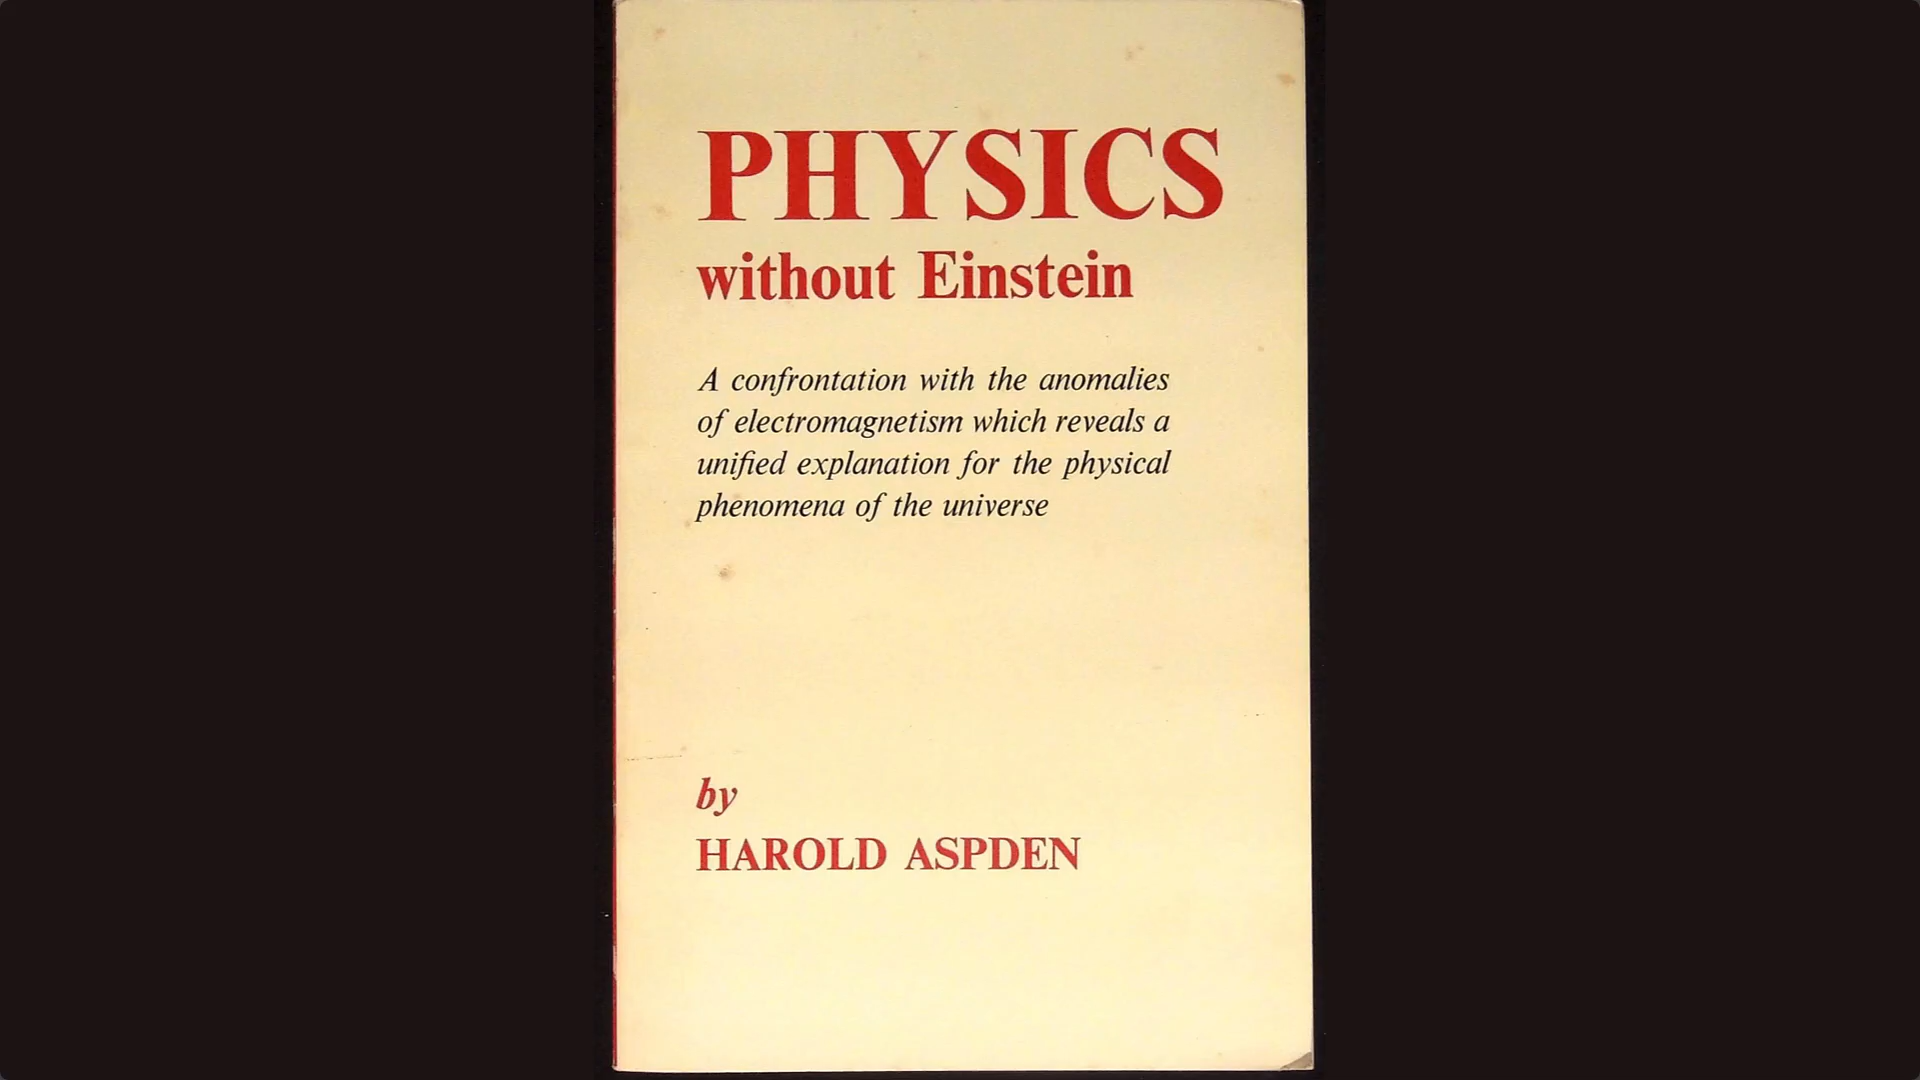 PHYSICS
without Einstein
A confrontation with the anomalies
of electromagnetism which reveals a
unified explanation for the physical
phenomena of the universe
by
HAROLD ASPDEN